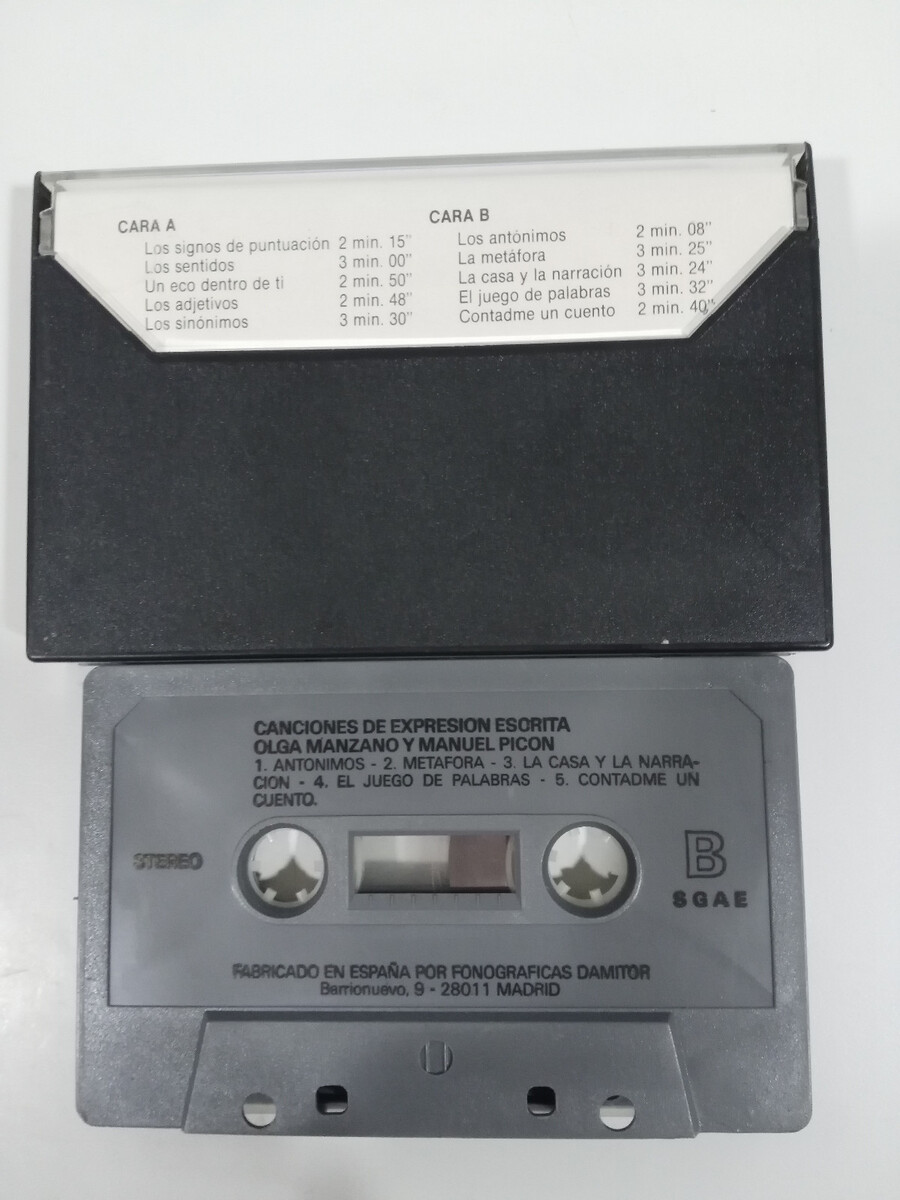 CARA A
Los signos de puntuación 2 min. 15"
Los sentidos 3 min. 00"
Un eco dentro de ti 2 min. 50"
Los adjetivos 2 min. 48"
Los sinónimos 3 min. 30"
CARA B
Los antónimos 2 min. 08"
La metáfora 3 min. 25"
La casa y la narración 3 min. 24"
El juego de palabras 3 min. 32"
Contadme un cuento 2 min. 40"
CANCIONES DE EXPRESION ESCRITA
OLGA MANZANO Y MANUEL PICON
1. ANTONIMOS - 2. METAFORA - 3. LA CASA Y LA NARRA-
CION - 4. EL JUEGO DE PALABRAS - 5. CONTADME UN
CUENTO.
STEREO
B
SGAE
FABRICADO EN ESPAÑA POR FONOGRAFICAS DAMITOR
Barrionuevo, 9 - 28011 MADRID